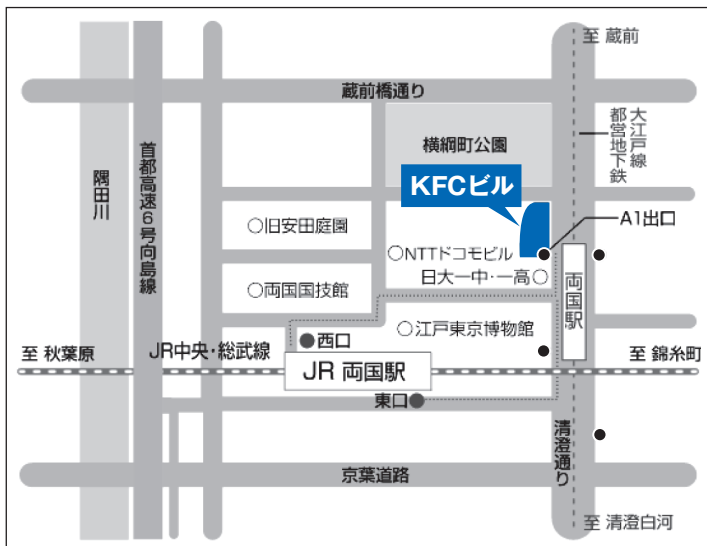 至 蔵前
蔵前橋通り
大江戸線
都営地下鉄
横綱町公園
首都高速6号向島線
隅田川
KFCビル
A1出口
○旧安田庭園
○NTTドコモビル
日大一中・一高○
両国駅
○両国国技館
○江戸東京博物館
●西口
至 秋葉原
JR中央・総武線
JR 両国駅
至 錦糸町
東口●
清澄通り
京葉道路
至 清澄白河